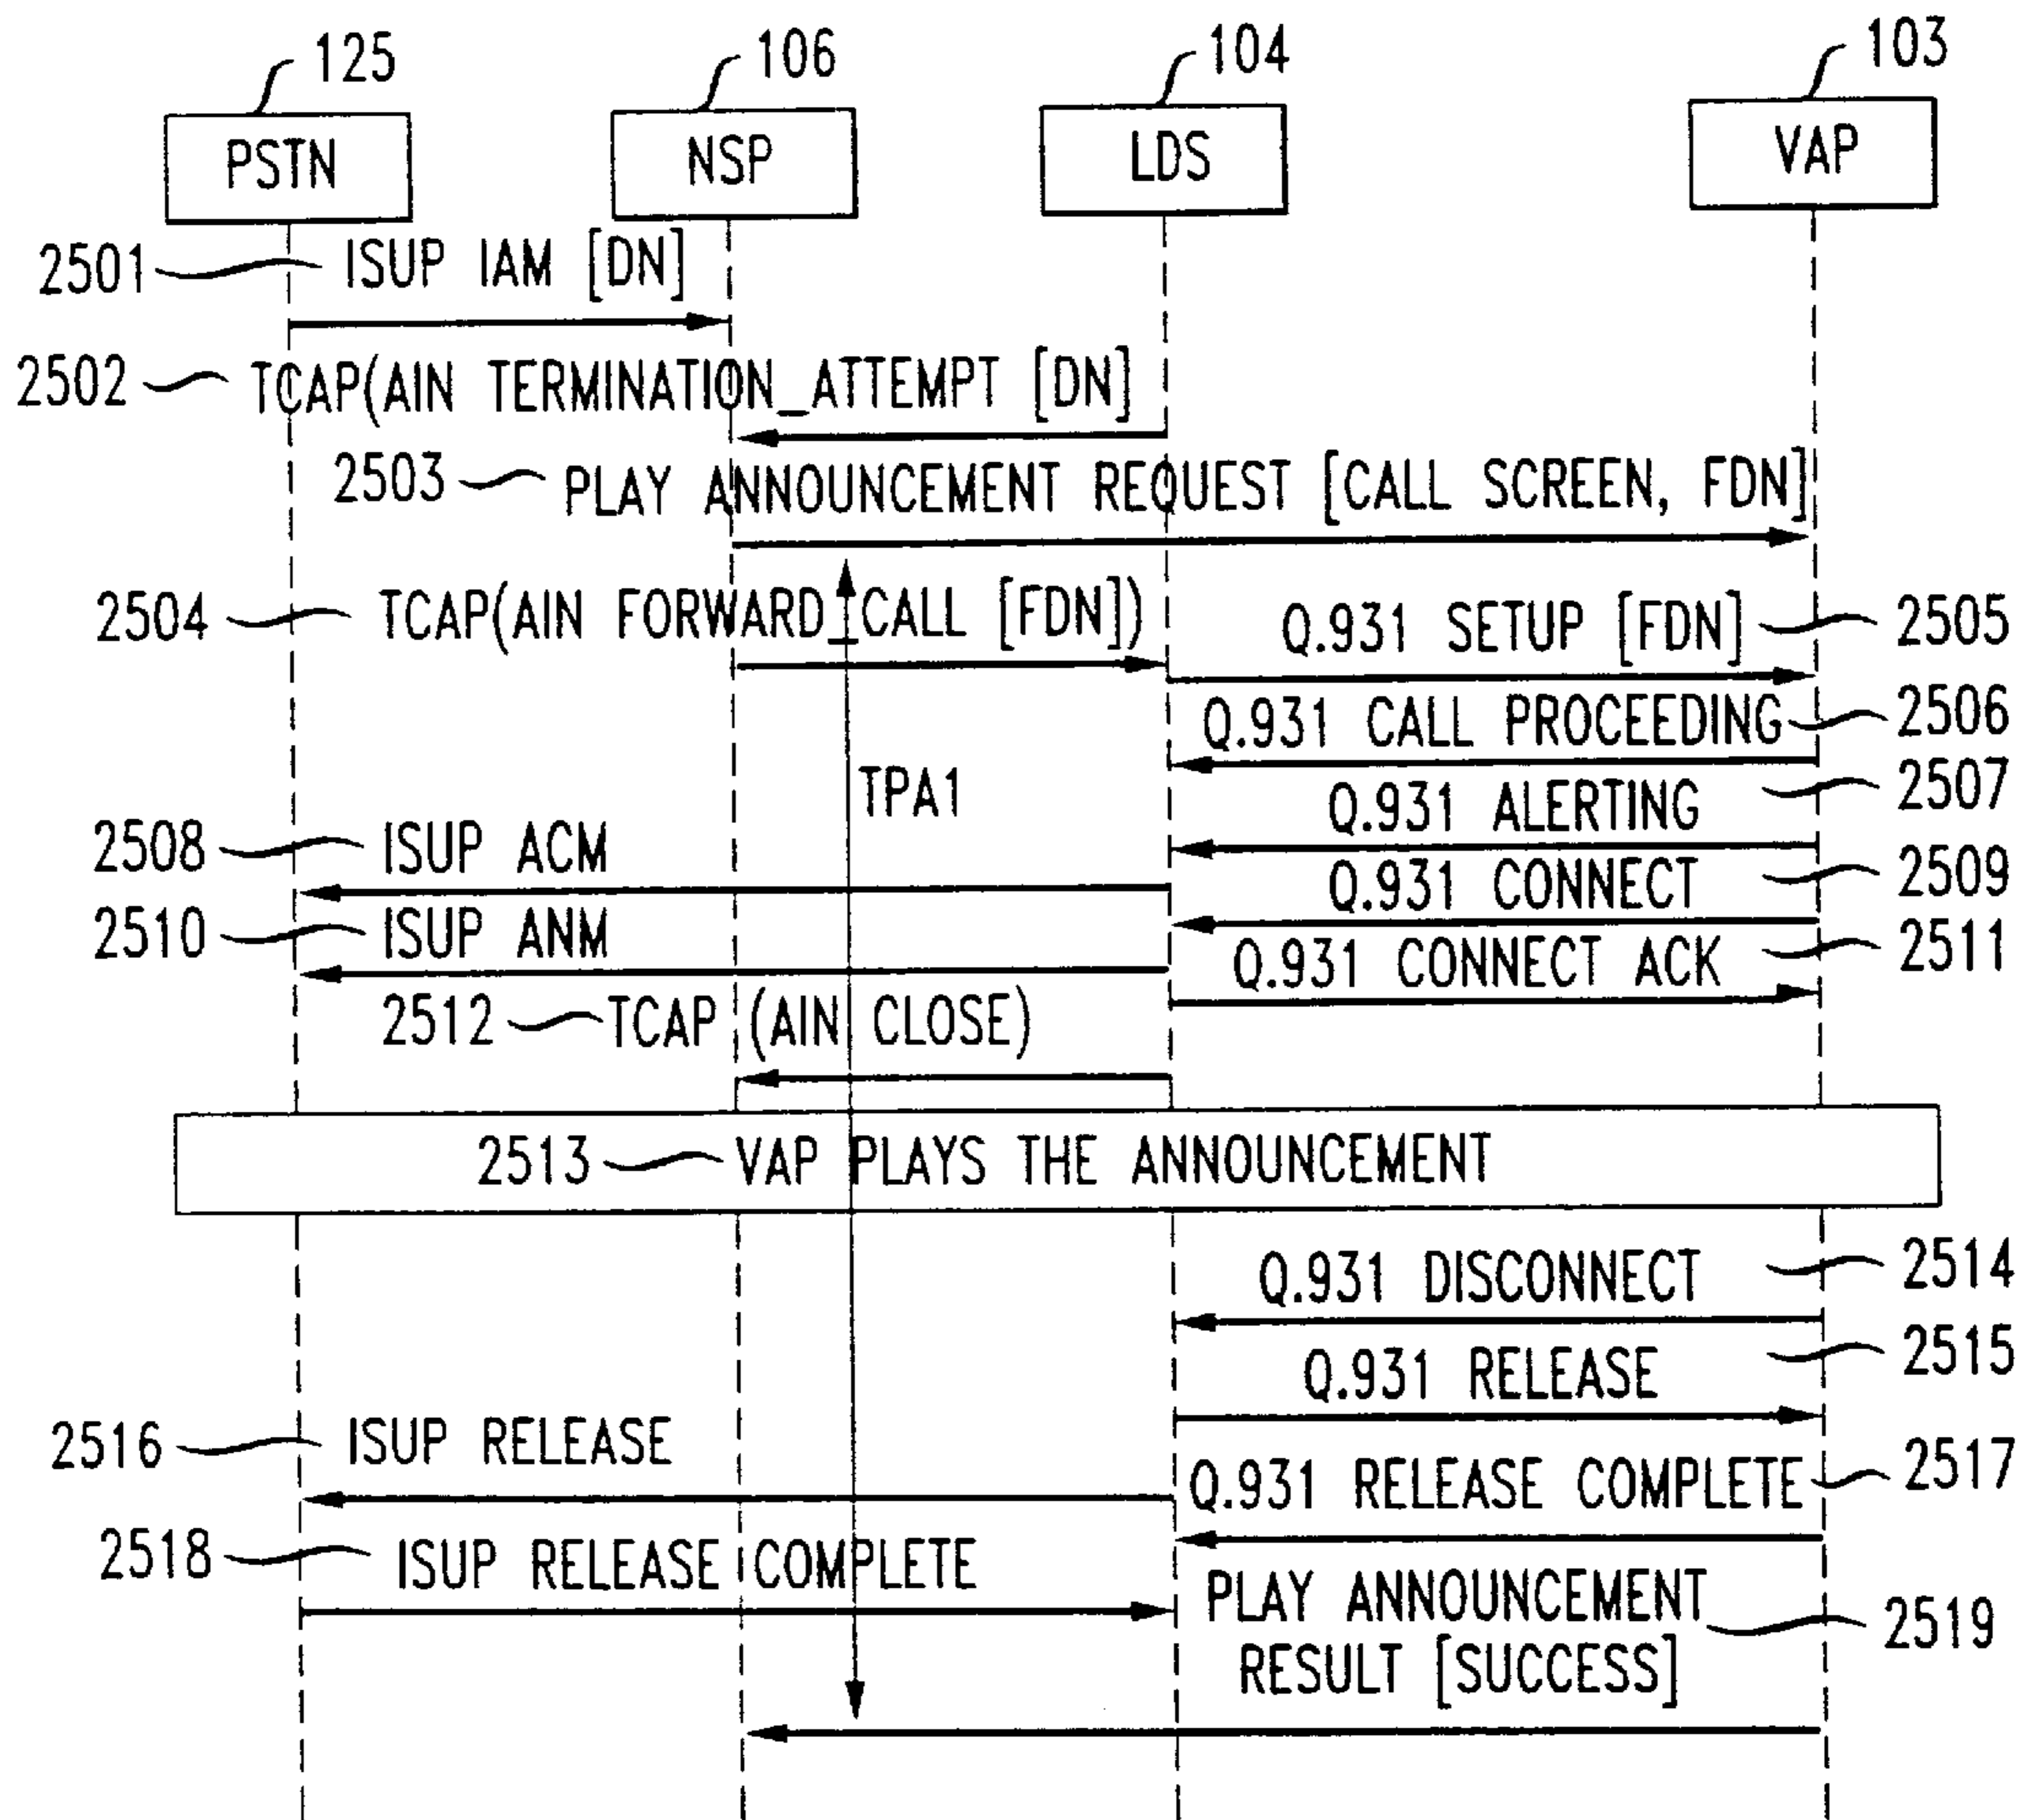 125
106
104
103
PSTN
NSP
LDS
VAP
2501 ISUP IAM [DN]
2502 TCAP(AIN TERMINATION_ATTEMPT [DN]
2503 PLAY ANNOUNCEMENT REQUEST [CALL SCREEN, FDN]
2504 TCAP(AIN FORWARD_CALL [FDN])
Q.931 SETUP [FDN] 2505
Q.931 CALL PROCEEDING 2506
TPA1
Q.931 ALERTING 2507
2508 ISUP ACM
Q.931 CONNECT 2509
2510 ISUP ANM
Q.931 CONNECT ACK 2511
2512 TCAP (AIN CLOSE)
2513 VAP PLAYS THE ANNOUNCEMENT
Q.931 DISCONNECT 2514
Q.931 RELEASE 2515
2516 ISUP RELEASE
Q.931 RELEASE COMPLETE 2517
2518 ISUP RELEASE COMPLETE
PLAY ANNOUNCEMENT
RESULT [SUCCESS] 2519